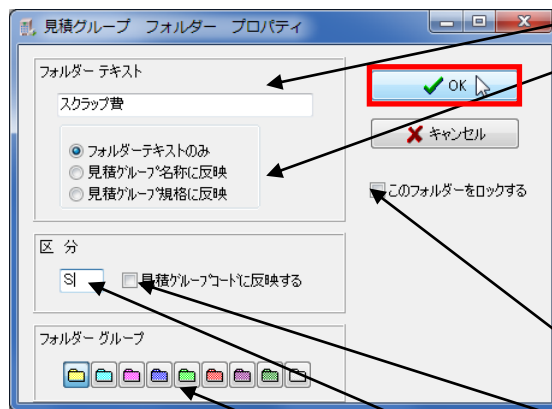 見積グループ フォルダー プロパティ
フォルダー テキスト
スクラップ費
フォルダーテキストのみ
見積グループ名称に反映
見積グループ規格に反映
OK
キャンセル
このフォルダーをロックする
区 分
S
見積グループコードに反映する
フォルダー グループ